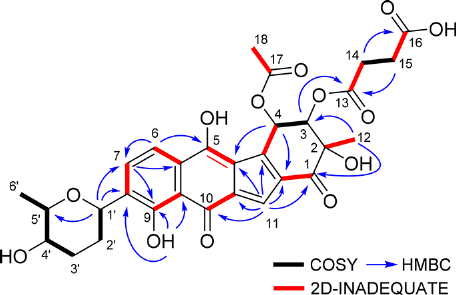 18
17
O
O
OH
5
6
7
4
3
O
O
13
14
15
16
O
OH
12
2
OH
1
O
11
10
O
9
OH
6'
O
5'
1'
HO
4'
3'
2'
COSY
HMBC
2D-INADEQUATE